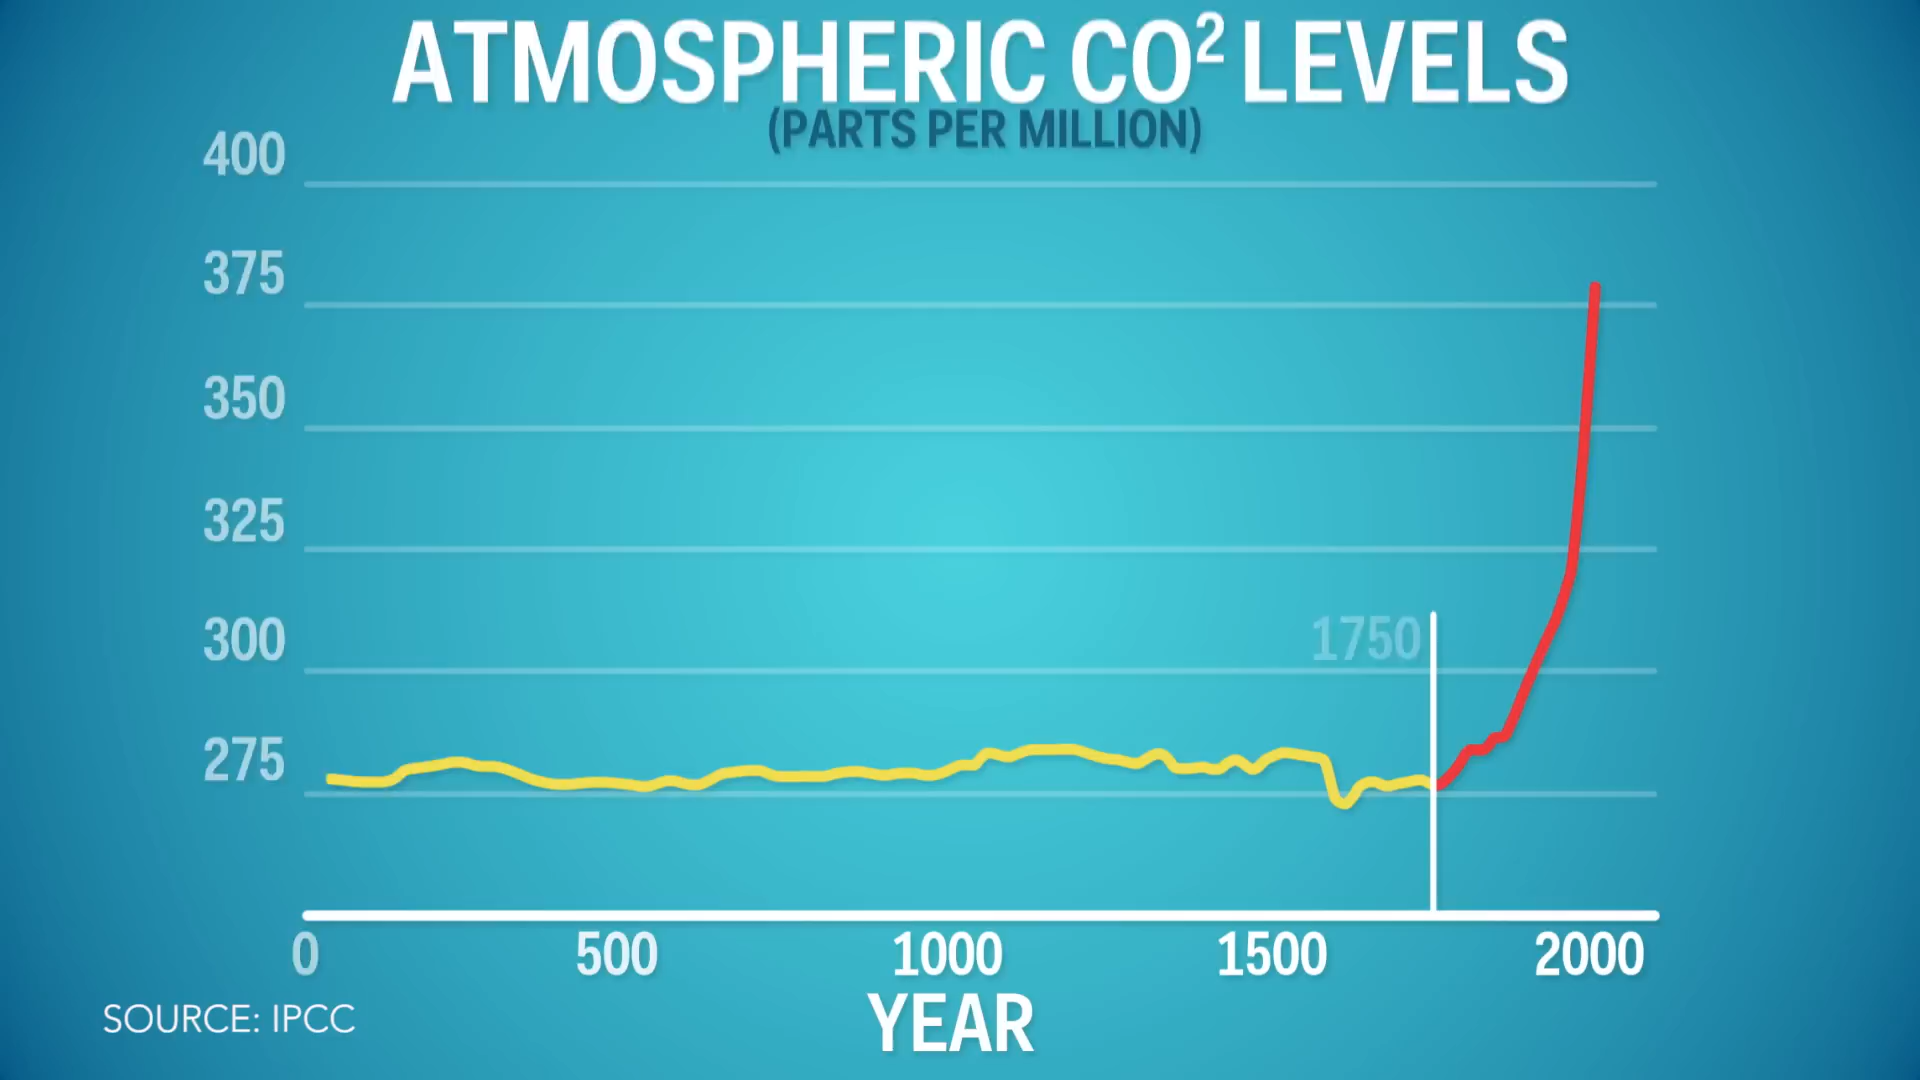 ATMOSPHERIC CO² LEVELS
(PARTS PER MILLION)
400
375
350
325
300
1750
275
0 500 1000 1500 2000
YEAR
SOURCE: IPCC